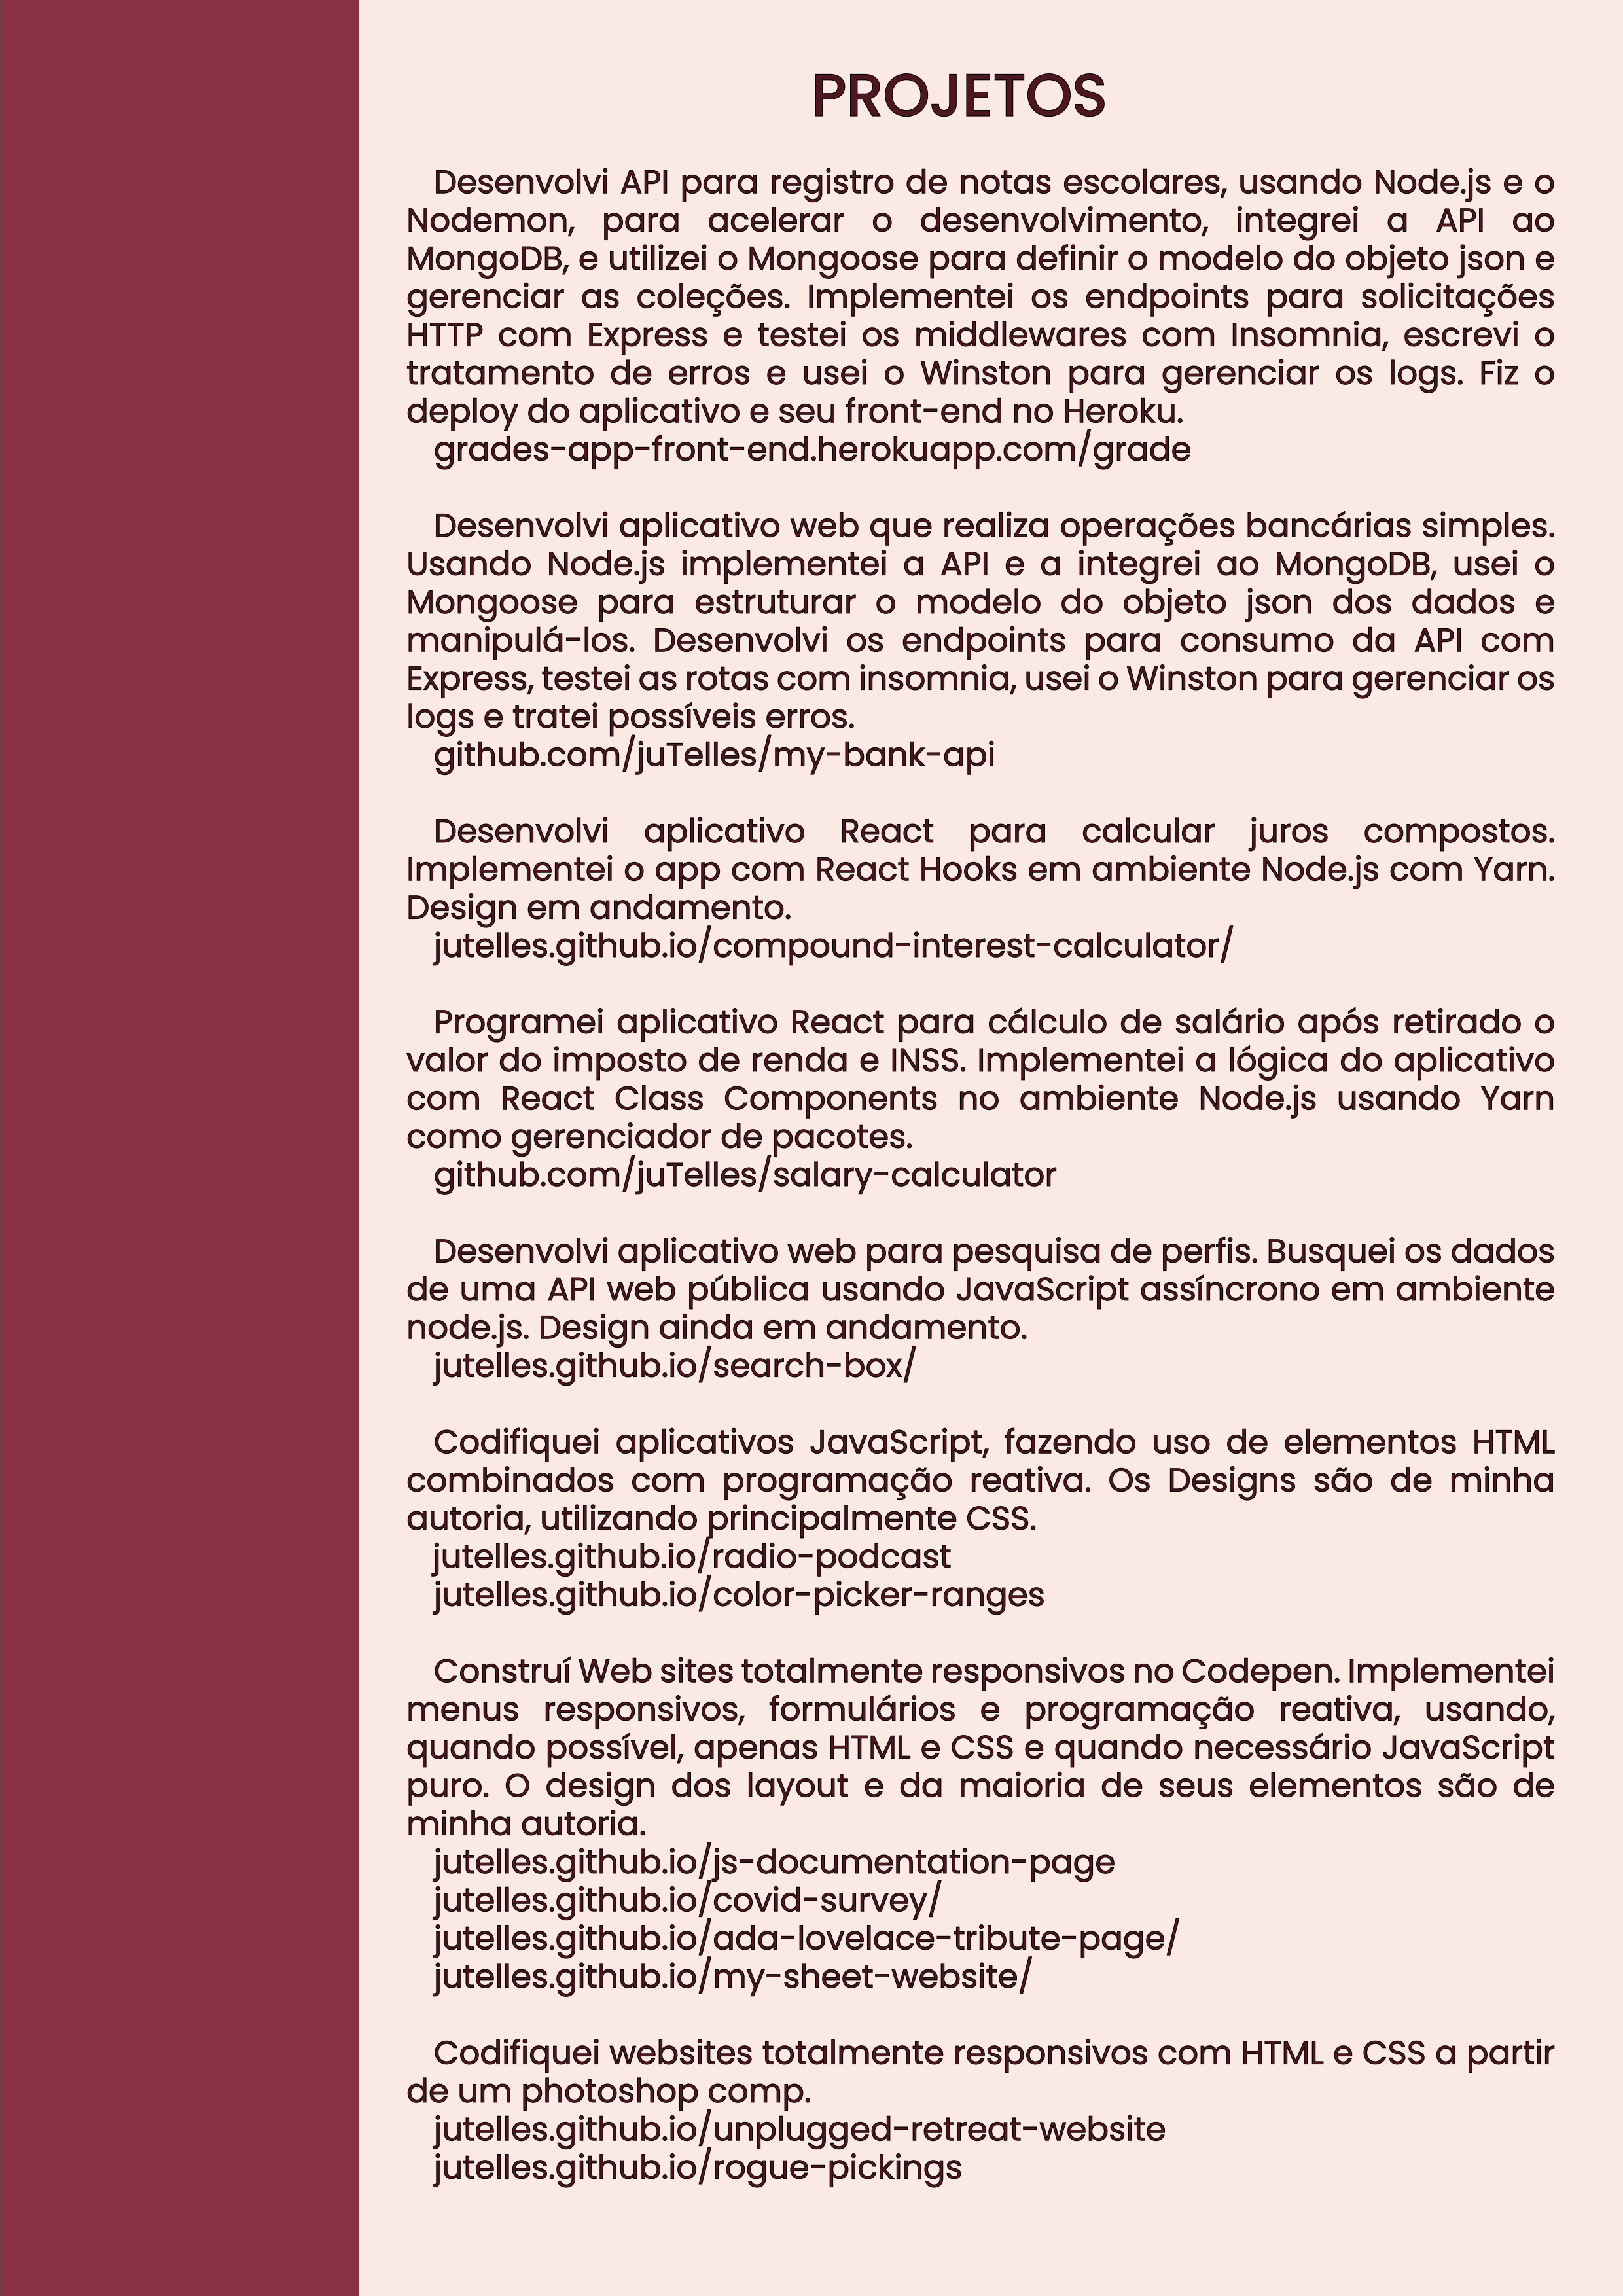 PROJETOS
Desenvolvi API para registro de notas escolares, usando Node.js e o
Nodemon, para acelerar o desenvolvimento, integrei a API ao
MongoDB, e utilizei o Mongoose para definir o modelo do objeto json e
gerenciar as coleções. Implementei os endpoints para solicitações
HTTP com Express e testei os middlewares com Insomnia, escrevi o
tratamento de erros e usei o Winston para gerenciar os logs. Fiz o
deploy do aplicativo e seu front-end no Heroku.
grades-app-front-end.herokuapp.com/grade
Desenvolvi aplicativo web que realiza operações bancárias simples.
Usando Node.js implementei a API e a integrei ao MongoDB, usei o
Mongoose para estruturar o modelo do objeto json dos dados e
manipulá-los. Desenvolvi os endpoints para consumo da API com
Express, testei as rotas com insomnia, usei o Winston para gerenciar os
logs e tratei possíveis erros.
github.com/juTelles/my-bank-api
Desenvolvi aplicativo React para calcular juros compostos.
Implementei o app com React Hooks em ambiente Node.js com Yarn.
Design em andamento.
jutelles.github.io/compound-interest-calculator/
Programei aplicativo React para cálculo de salário após retirado o
valor do imposto de renda e INSS. Implementei a lógica do aplicativo
com React Class Components no ambiente Node.js usando Yarn
como gerenciador de pacotes.
github.com/juTelles/salary-calculator
Desenvolvi aplicativo web para pesquisa de perfis. Busquei os dados
de uma API web pública usando JavaScript assíncrono em ambiente
node.js. Design ainda em andamento.
jutelles.github.io/search-box/
Codifiquei aplicativos JavaScript, fazendo uso de elementos HTML
combinados com programação reativa. Os Designs são de minha
autoria, utilizando principalmente CSS.
jutelles.github.io/radio-podcast
jutelles.github.io/color-picker-ranges
Construí Web sites totalmente responsivos no Codepen. Implementei
menus responsivos, formulários e programação reativa, usando,
quando possível, apenas HTML e CSS e quando necessário JavaScript
puro. O design dos layout e da maioria de seus elementos são de
minha autoria.
jutelles.github.io/js-documentation-page
jutelles.github.io/covid-survey/
jutelles.github.io/ada-lovelace-tribute-page/
jutelles.github.io/my-sheet-website/
Codifiquei websites totalmente responsivos com HTML e CSS a partir
de um photoshop comp.
jutelles.github.io/unplugged-retreat-website
jutelles.github.io/rogue-pickings